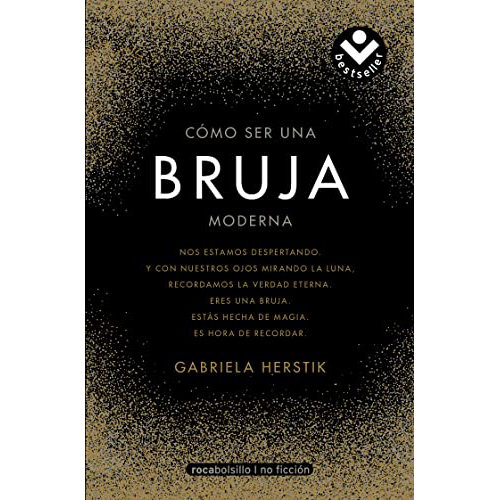 bestseller
CÓMO SER UNA
BRUJA
MODERNA
NOS ESTAMOS DESPERTANDO.
Y CON NUESTROS OJOS MIRANDO LA LUNA,
RECORDAMOS LA VERDAD ETERNA.
ERES UNA BRUJA.
ESTÁS HECHA DE MAGIA.
ES HORA DE RECORDAR.
GABRIELA HERSTIK
rocabolsillo | no ficción